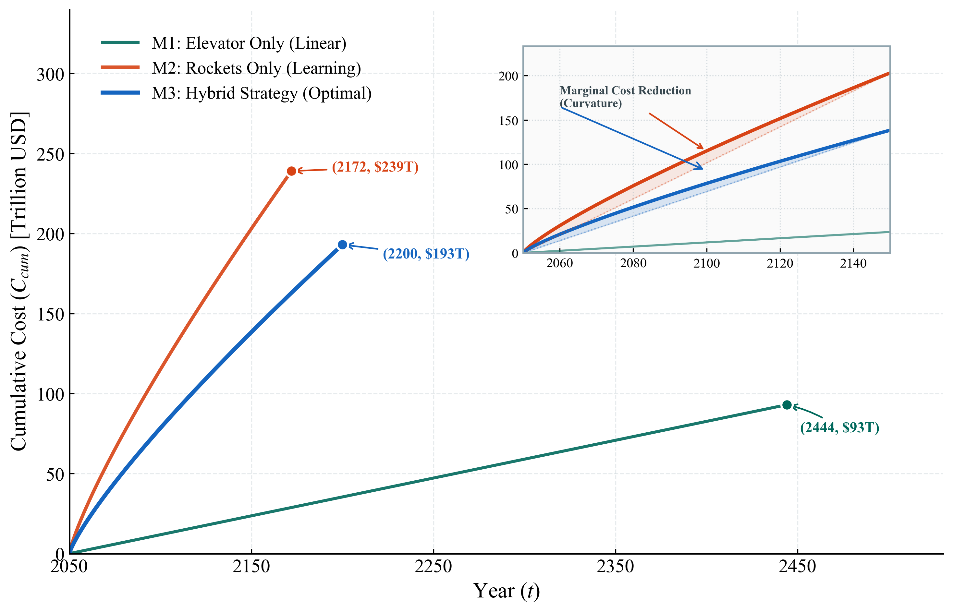 M1: Elevator Only (Linear)
M2: Rockets Only (Learning)
M3: Hybrid Strategy (Optimal)
Cumulative Cost (C_cum) [Trillion USD]
300
250
200
150
100
50
0
2050
2150
2250
2350
2450
Year (t)
(2172, $239T)
(2200, $193T)
(2444, $93T)
Marginal Cost Reduction
(Curvature)
200
150
100
50
0
2060
2080
2100
2120
2140